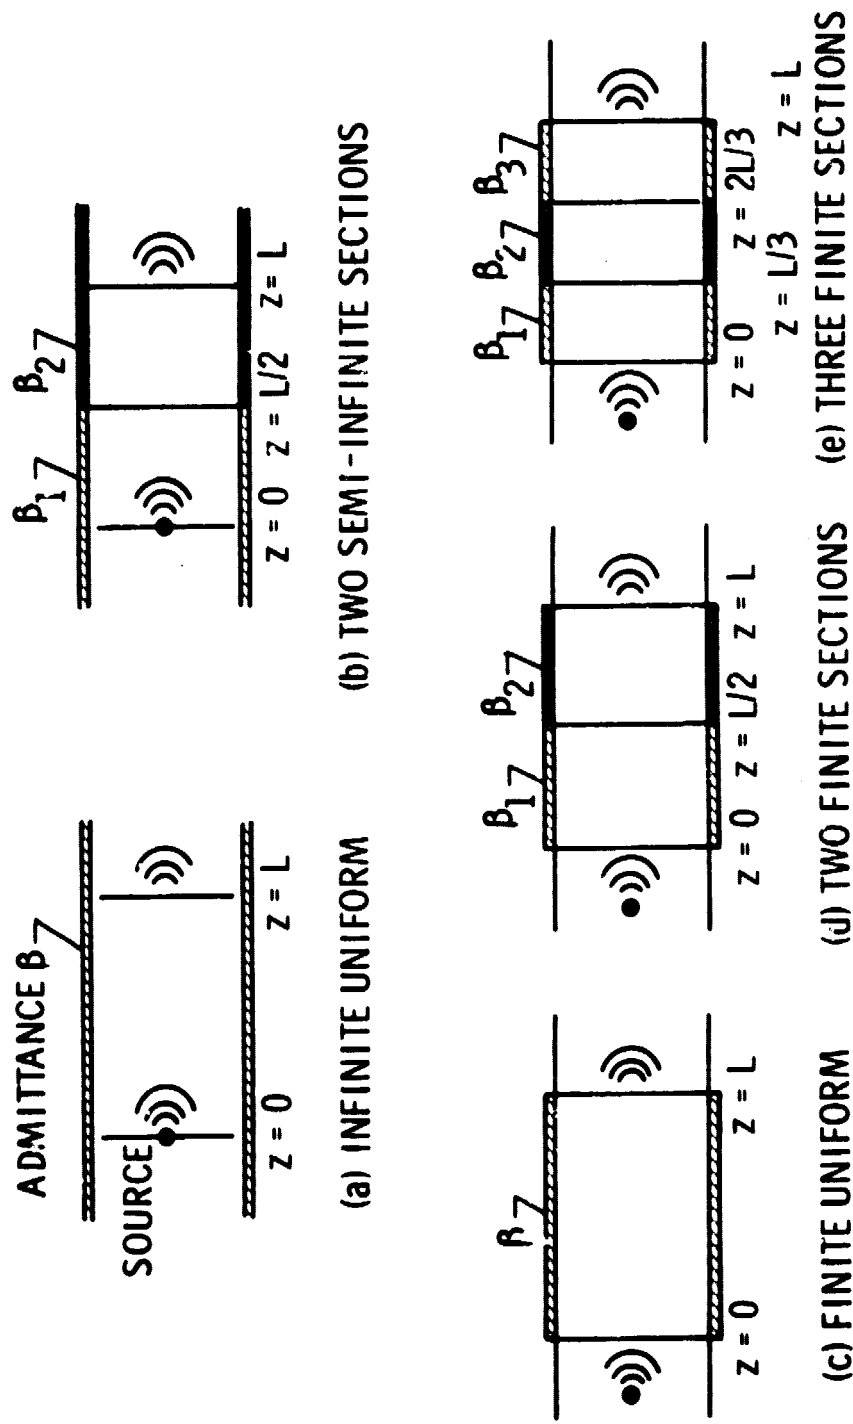 ADMITTANCE β
SOURCE
z = 0
z = L
(a) INFINITE UNIFORM
β1
β2
z = 0
z = L/2
z = L
(b) TWO SEMI-INFINITE SECTIONS
β
z = 0
z = L
(c) FINITE UNIFORM
β1
β2
z = 0
z = L/2
z = L
(d) TWO FINITE SECTIONS
β1
β2
β3
z = 0
z = L/3
z = 2L/3
z = L
(e) THREE FINITE SECTIONS